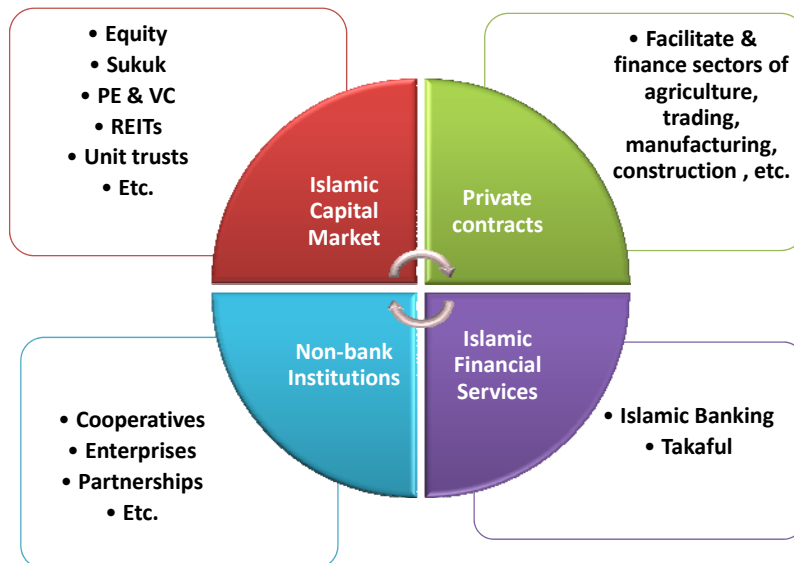 • Equity
• Sukuk
• PE & VC
• REITs
• Unit trusts
• Etc.
• Facilitate &
finance sectors of
agriculture,
trading,
manufacturing,
construction , etc.
Islamic
Capital
Market
Private
contracts
Non-bank
Institutions
Islamic
Financial
Services
• Cooperatives
• Enterprises
• Partnerships
• Etc.
• Islamic Banking
• Takaful